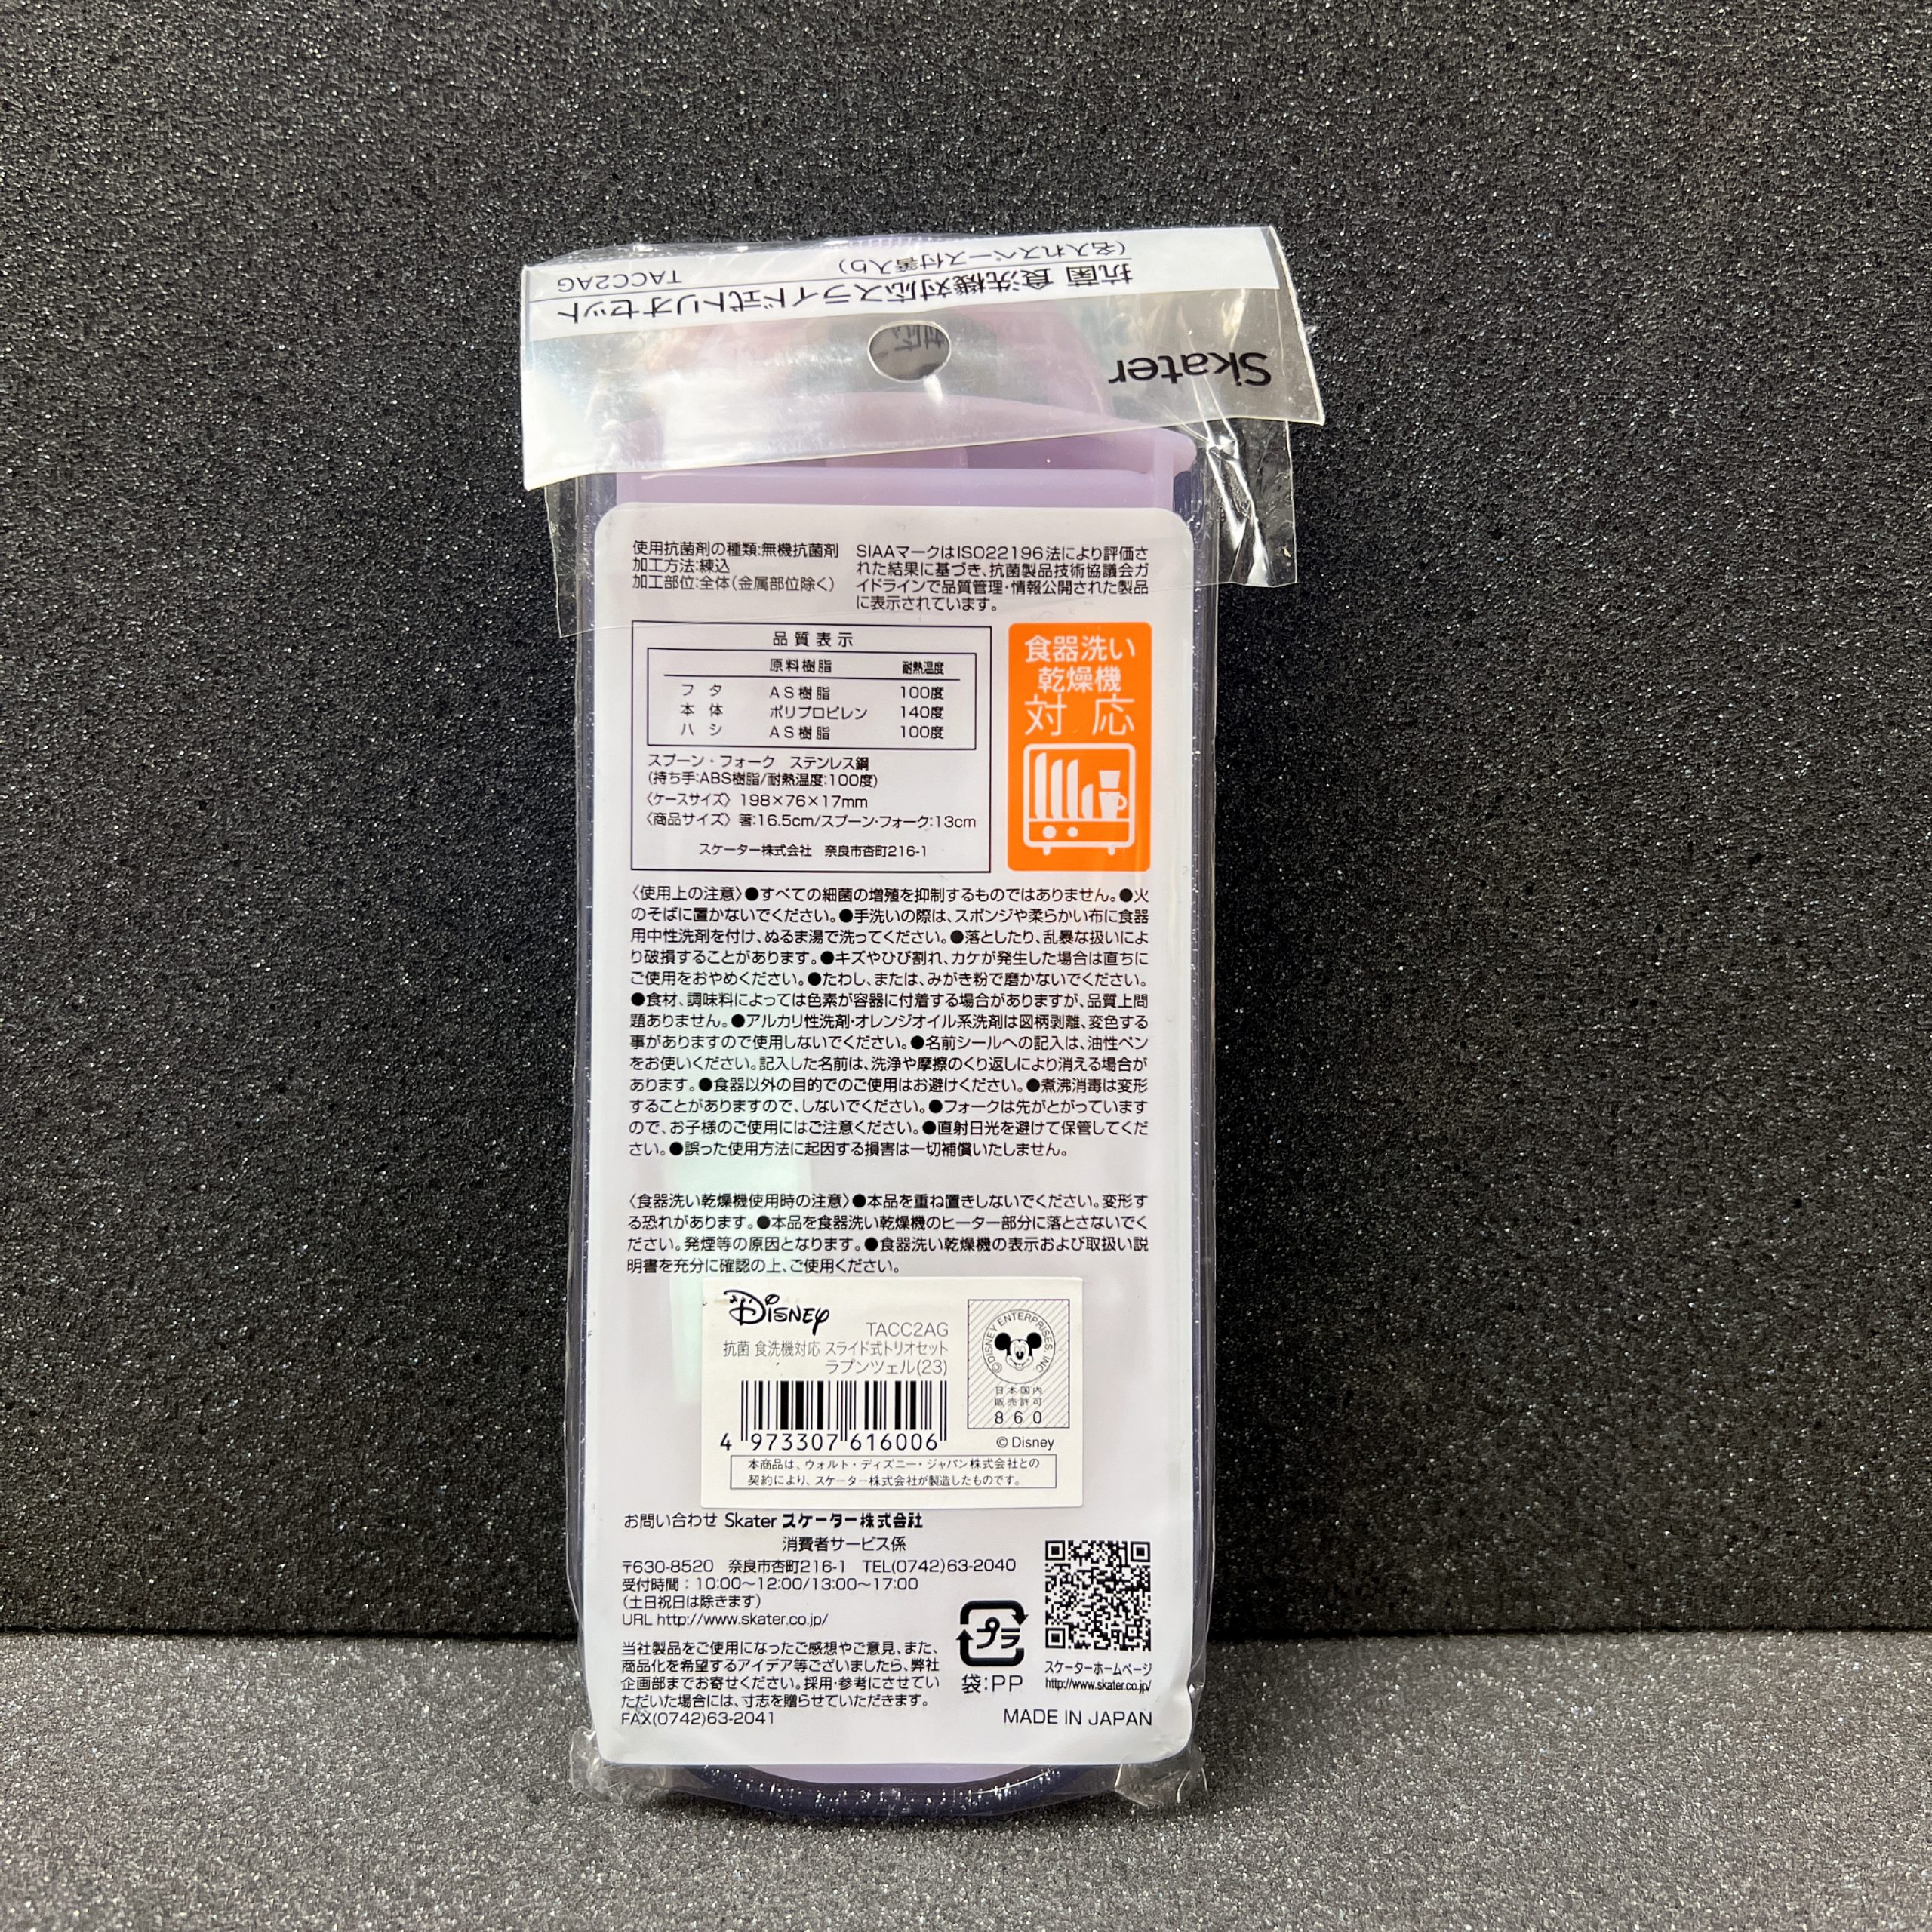 抗菌 食洗機対応スライド式トリオセット
(名入れスペース付箸入り)
TACC2AG
Skater
対応
使用抗菌剤の種類:無機抗菌剤
加工方法:練込
加工部位:全体(金属部位除く)
SIAAマークはISO22196法により評価さ
れた結果に基づき、抗菌製品技術協議会ガ
イドラインで品質管理・情報公開された製品
に表示されています。
品質表示
原料樹脂 耐熱温度
フタ AS樹脂 100度
本体 ポリプロピレン 140度
ハシ AS樹脂 100度
スプーン・フォーク ステンレス鋼
(持ち手:ABS樹脂/耐熱温度:100度)
〈ケースサイズ〉198×76×17mm
〈商品サイズ〉箸:16.5cm/スプーン・フォーク:13cm
スケーター株式会社 奈良市杏町216-1
食器洗い
乾燥機
対応
〈使用上の注意〉●すべての細菌の増殖を抑制するものではありません。●火
のそばに置かないでください。●手洗いの際は、スポンジや柔らかい布に食器
用中性洗剤を付け、ぬるま湯で洗ってください。●落としたり、乱暴な扱いによ
り破損することがあります。●キズやひび割れ、カケが発生した場合は直ちに
ご使用をおやめください。●たわし、または、みがき粉で磨かないでください。
●食材、調味料によっては色素が容器に付着する場合がありますが、品質上問
題ありません。●アルカリ性洗剤・オレンジオイル系洗剤は図柄剥離、変色する
事がありますので使用しないでください。●名前シールへの記入は、油性ペン
をお使いください。記入した名前は、洗浄や摩擦のくり返しにより消える場合が
あります。●食器以外の目的でのご使用はお避けください。●煮沸消毒は変形
することがありますので、しないでください。●フォークは先がとがっています
ので、お子様のご使用にはご注意ください。●直射日光を避けて保管してくだ
さい。●誤った使用方法に起因する損害は一切補償いたしません。
〈食器洗い乾燥機使用時の注意〉●本品を重ね置きしないでください。変形す
る恐れがあります。●本品を食器洗い乾燥機のヒーター部分に落とさないでく
ださい。発煙等の原因となります。●食器洗い乾燥機の表示および取扱い説
明書を充分に確認の上、ご使用ください。
Disney
TACC2AG
抗菌 食洗機対応 スライド式トリオセット
ラプンツェル(23)
4 973307 616006
©DISNEY ENTERPRISES, INC.
日本国内
販売許可
860
© Disney
本商品は、ウォルト・ディズニー・ジャパン株式会社との
契約により、スケーター株式会社が製造したものです。
お問い合わせ Skater スケーター株式会社
消費者サービス係
〒630-8520 奈良市杏町216-1 TEL(0742)63-2040
受付時間：10:00〜12:00/13:00〜17:00
(土日祝日は除きます)
URL http://www.skater.co.jp/
当社製品をご使用になったご感想やご意見、また、
商品化を希望するアイデア等ございましたら、弊社
企画部までお寄せください。採用・参考にさせてい
ただいた場合には、寸志を贈らせていただきます。
FAX(0742)63-2041
プラ
袋:PP
スケーターホームページ
http://www.skater.co.jp/
MADE IN JAPAN